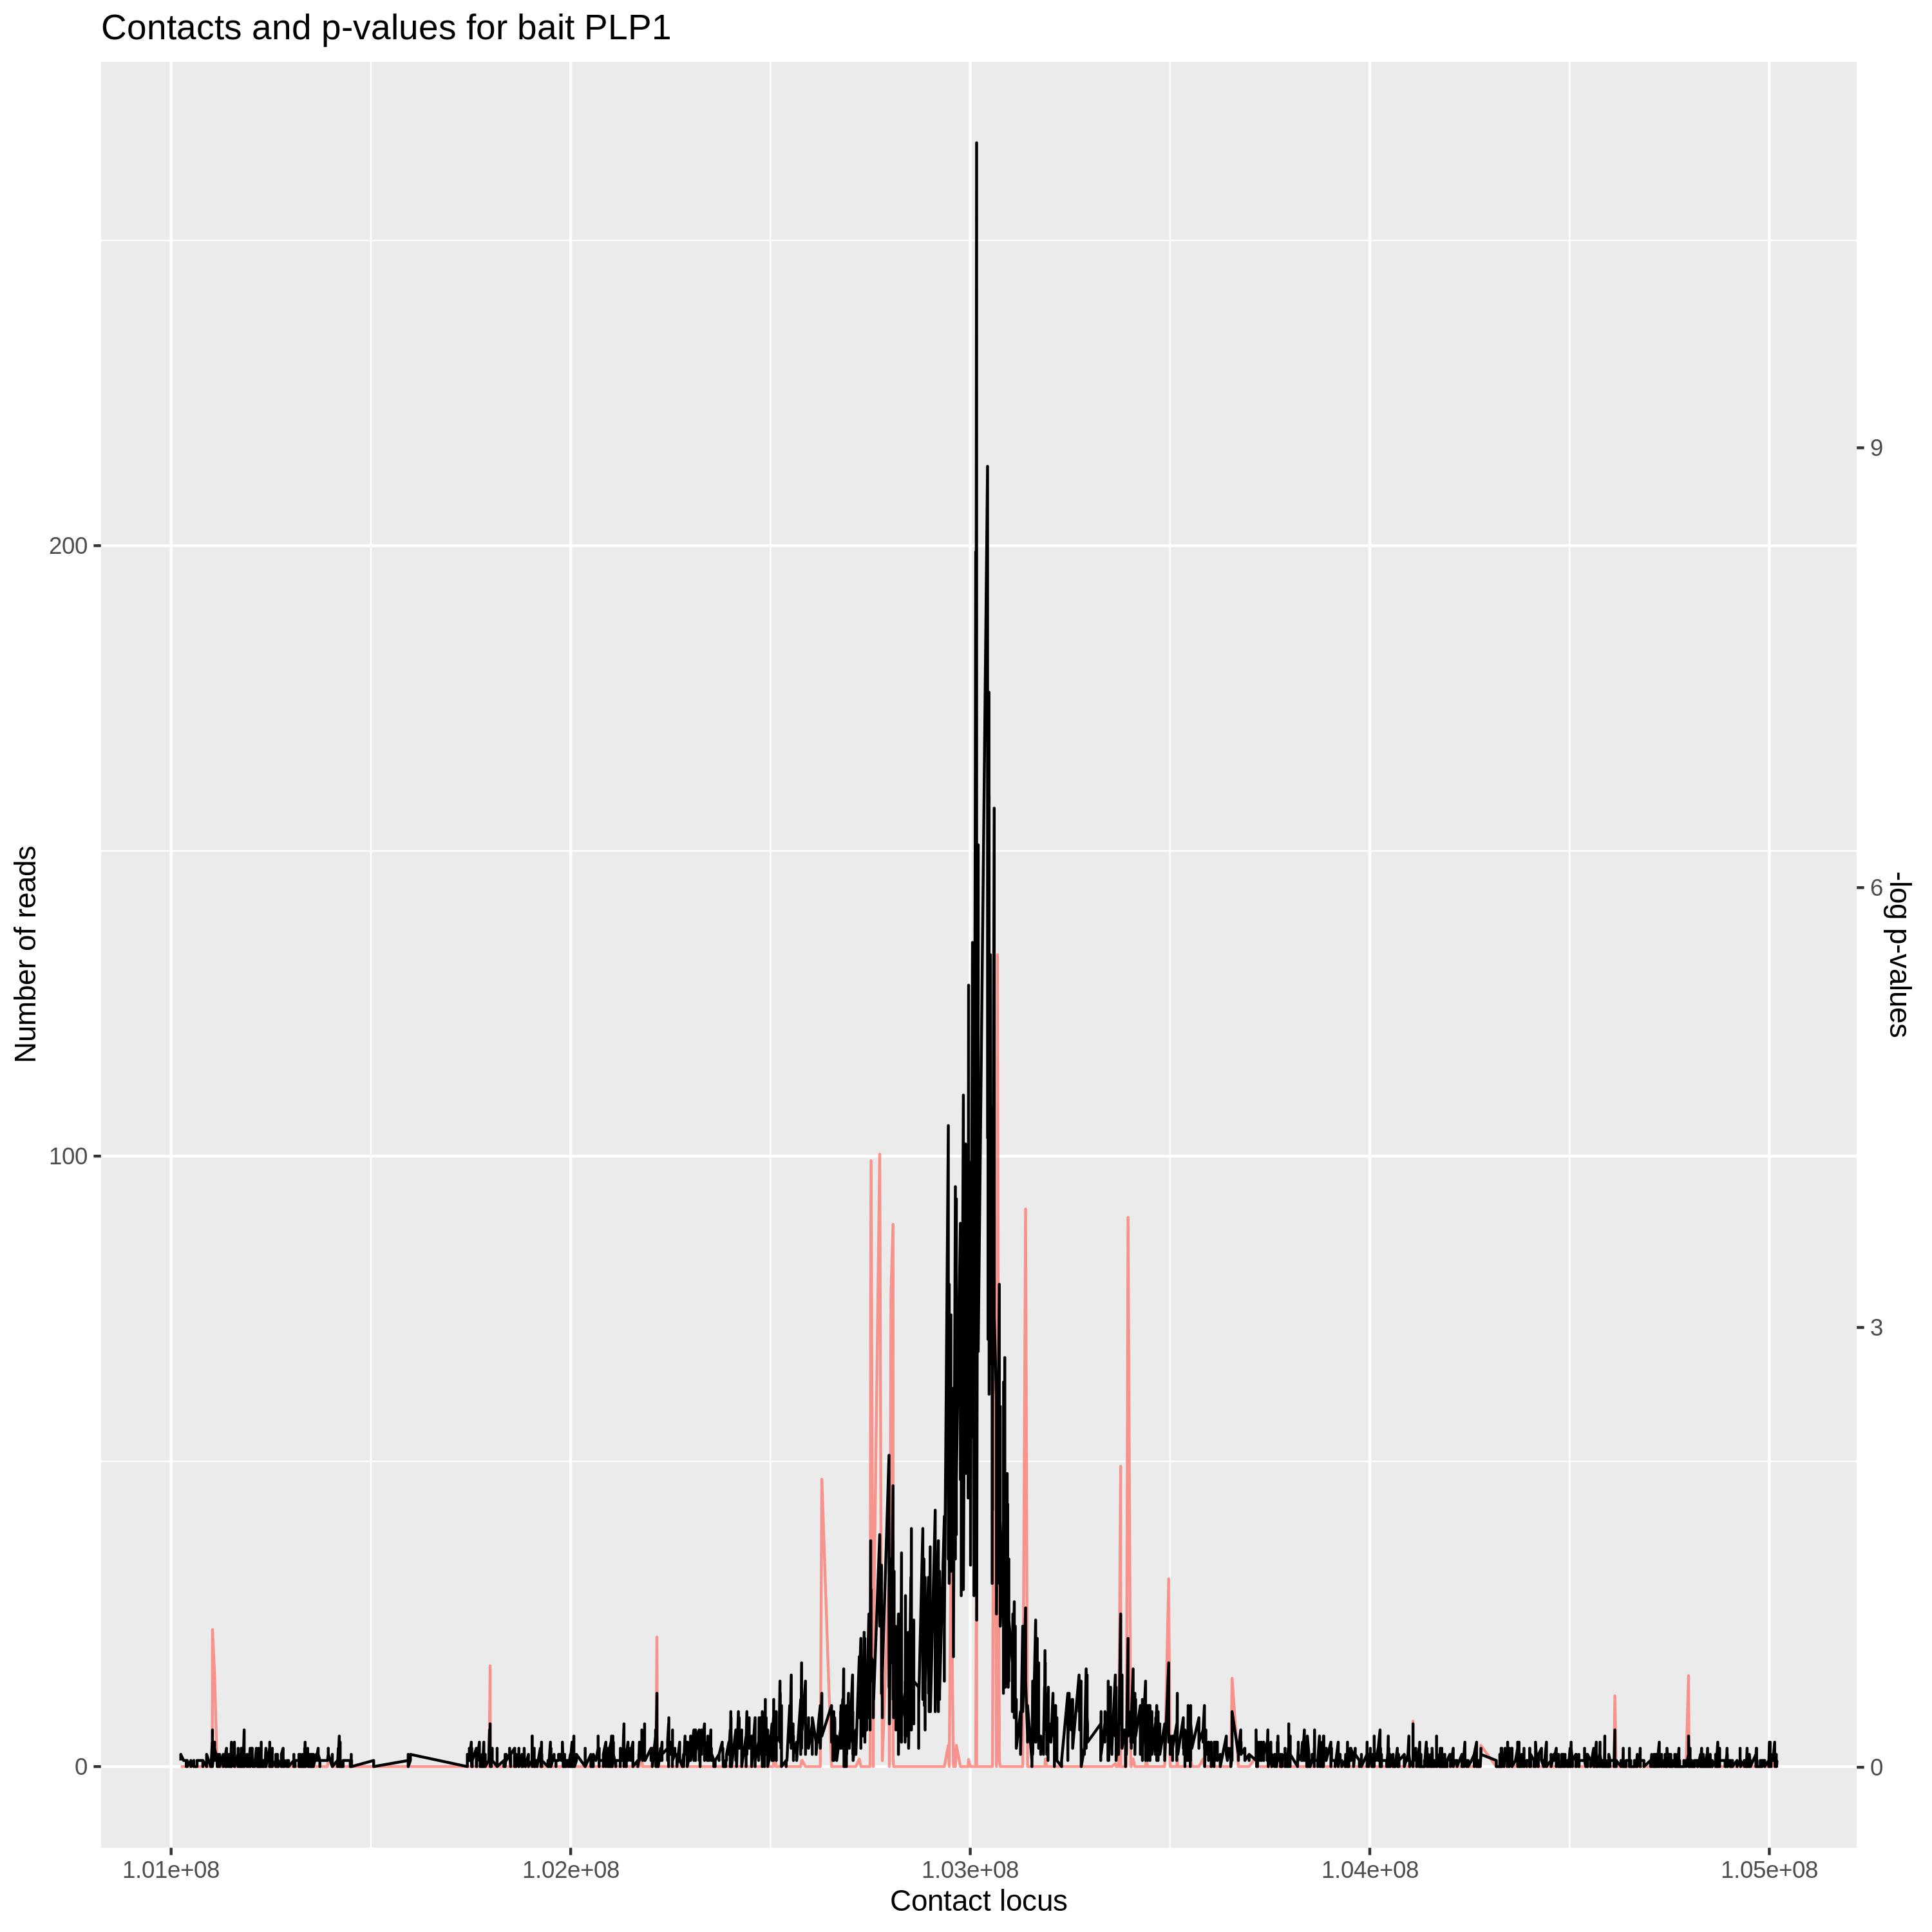 Contacts and p-values for bait PLP1
Number of reads
200
100
0
9
6
3
0
-log p-values
1.01e+08
1.02e+08
1.03e+08
1.04e+08
1.05e+08
Contact locus